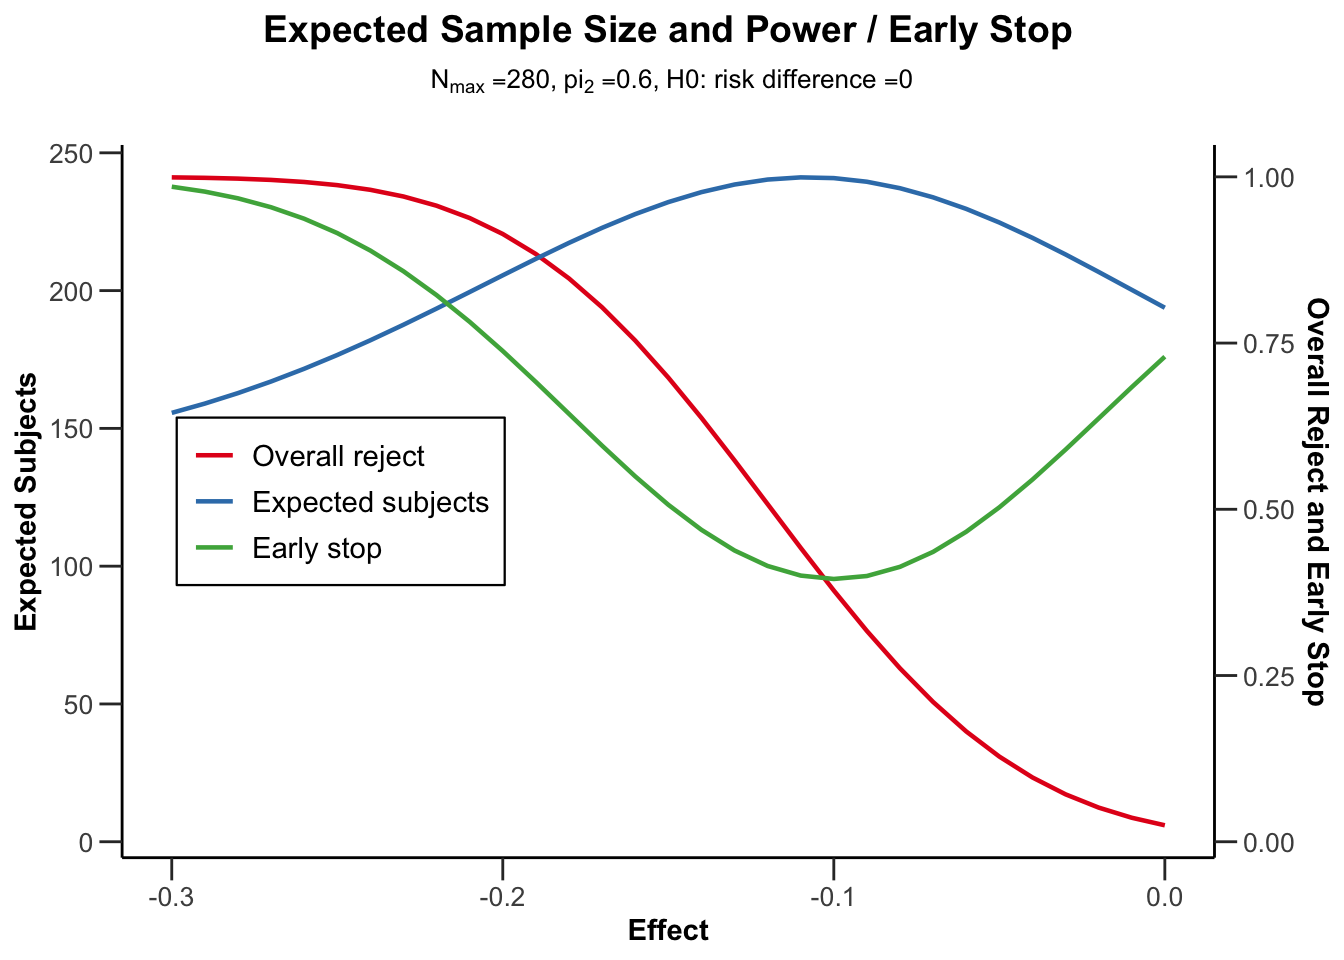 Expected Sample Size and Power / Early Stop
Nmax =280, pi2 =0.6, H0: risk difference =0
250
200
150
100
50
0
Expected Subjects
Overall reject
Expected subjects
Early stop
1.00
0.75
0.50
0.25
0.00
Overall Reject and Early Stop
-0.3
-0.2
-0.1
0.0
Effect